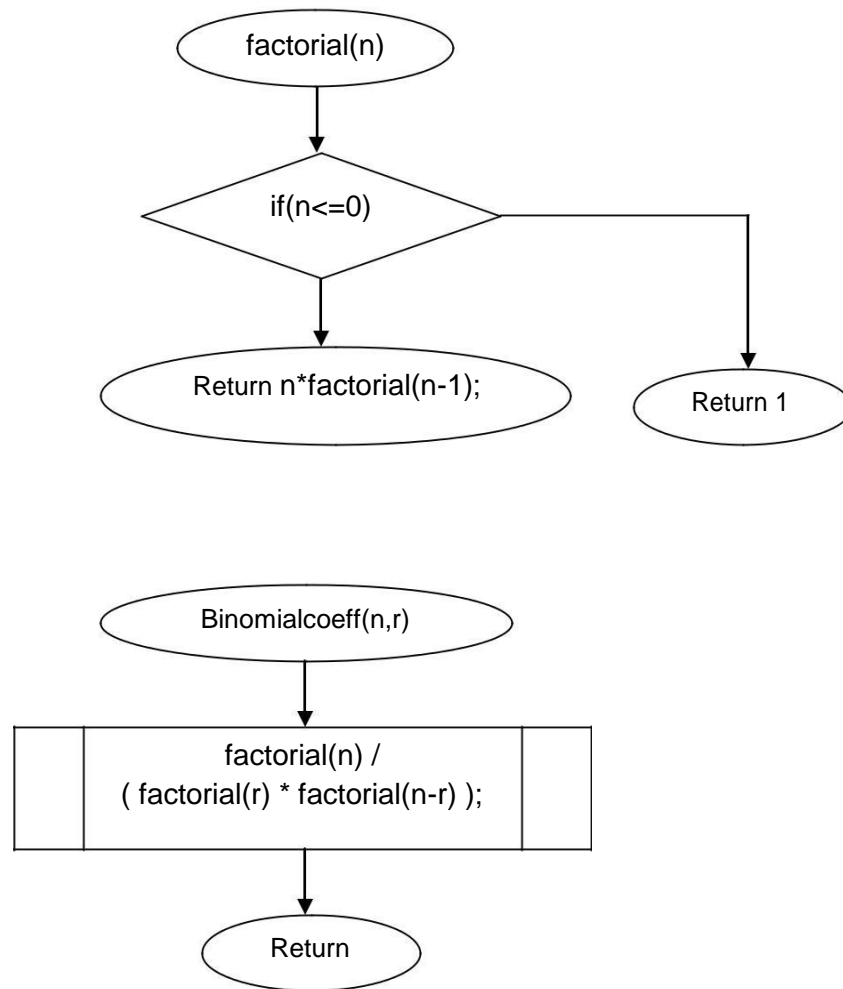 factorial(n)
if(n<=0)
Return n*factorial(n-1);
Return 1
Binomialcoeff(n,r)
factorial(n) /
( factorial(r) * factorial(n-r) );
Return